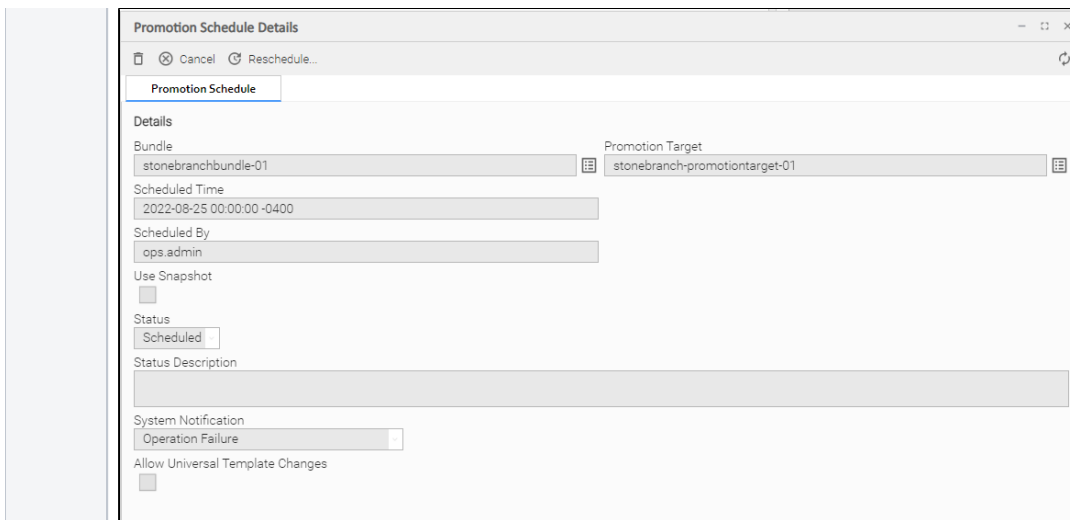 Promotion Schedule Details
Cancel Reschedule...
Promotion Schedule
Details
Bundle Promotion Target
stonebranchbundle-01 stonebranch-promotiontarget-01
Scheduled Time
2022-08-25 00:00:00 -0400
Scheduled By
ops.admin
Use Snapshot
Status
Scheduled
Status Description
System Notification
Operation Failure
Allow Universal Template Changes